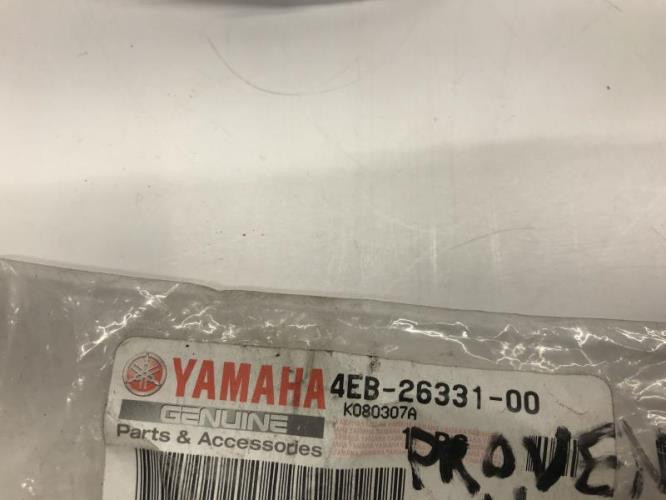 YAMAHA 4EB-26331-00
GENUINE K080307A
Parts & Accessories
PROVEN